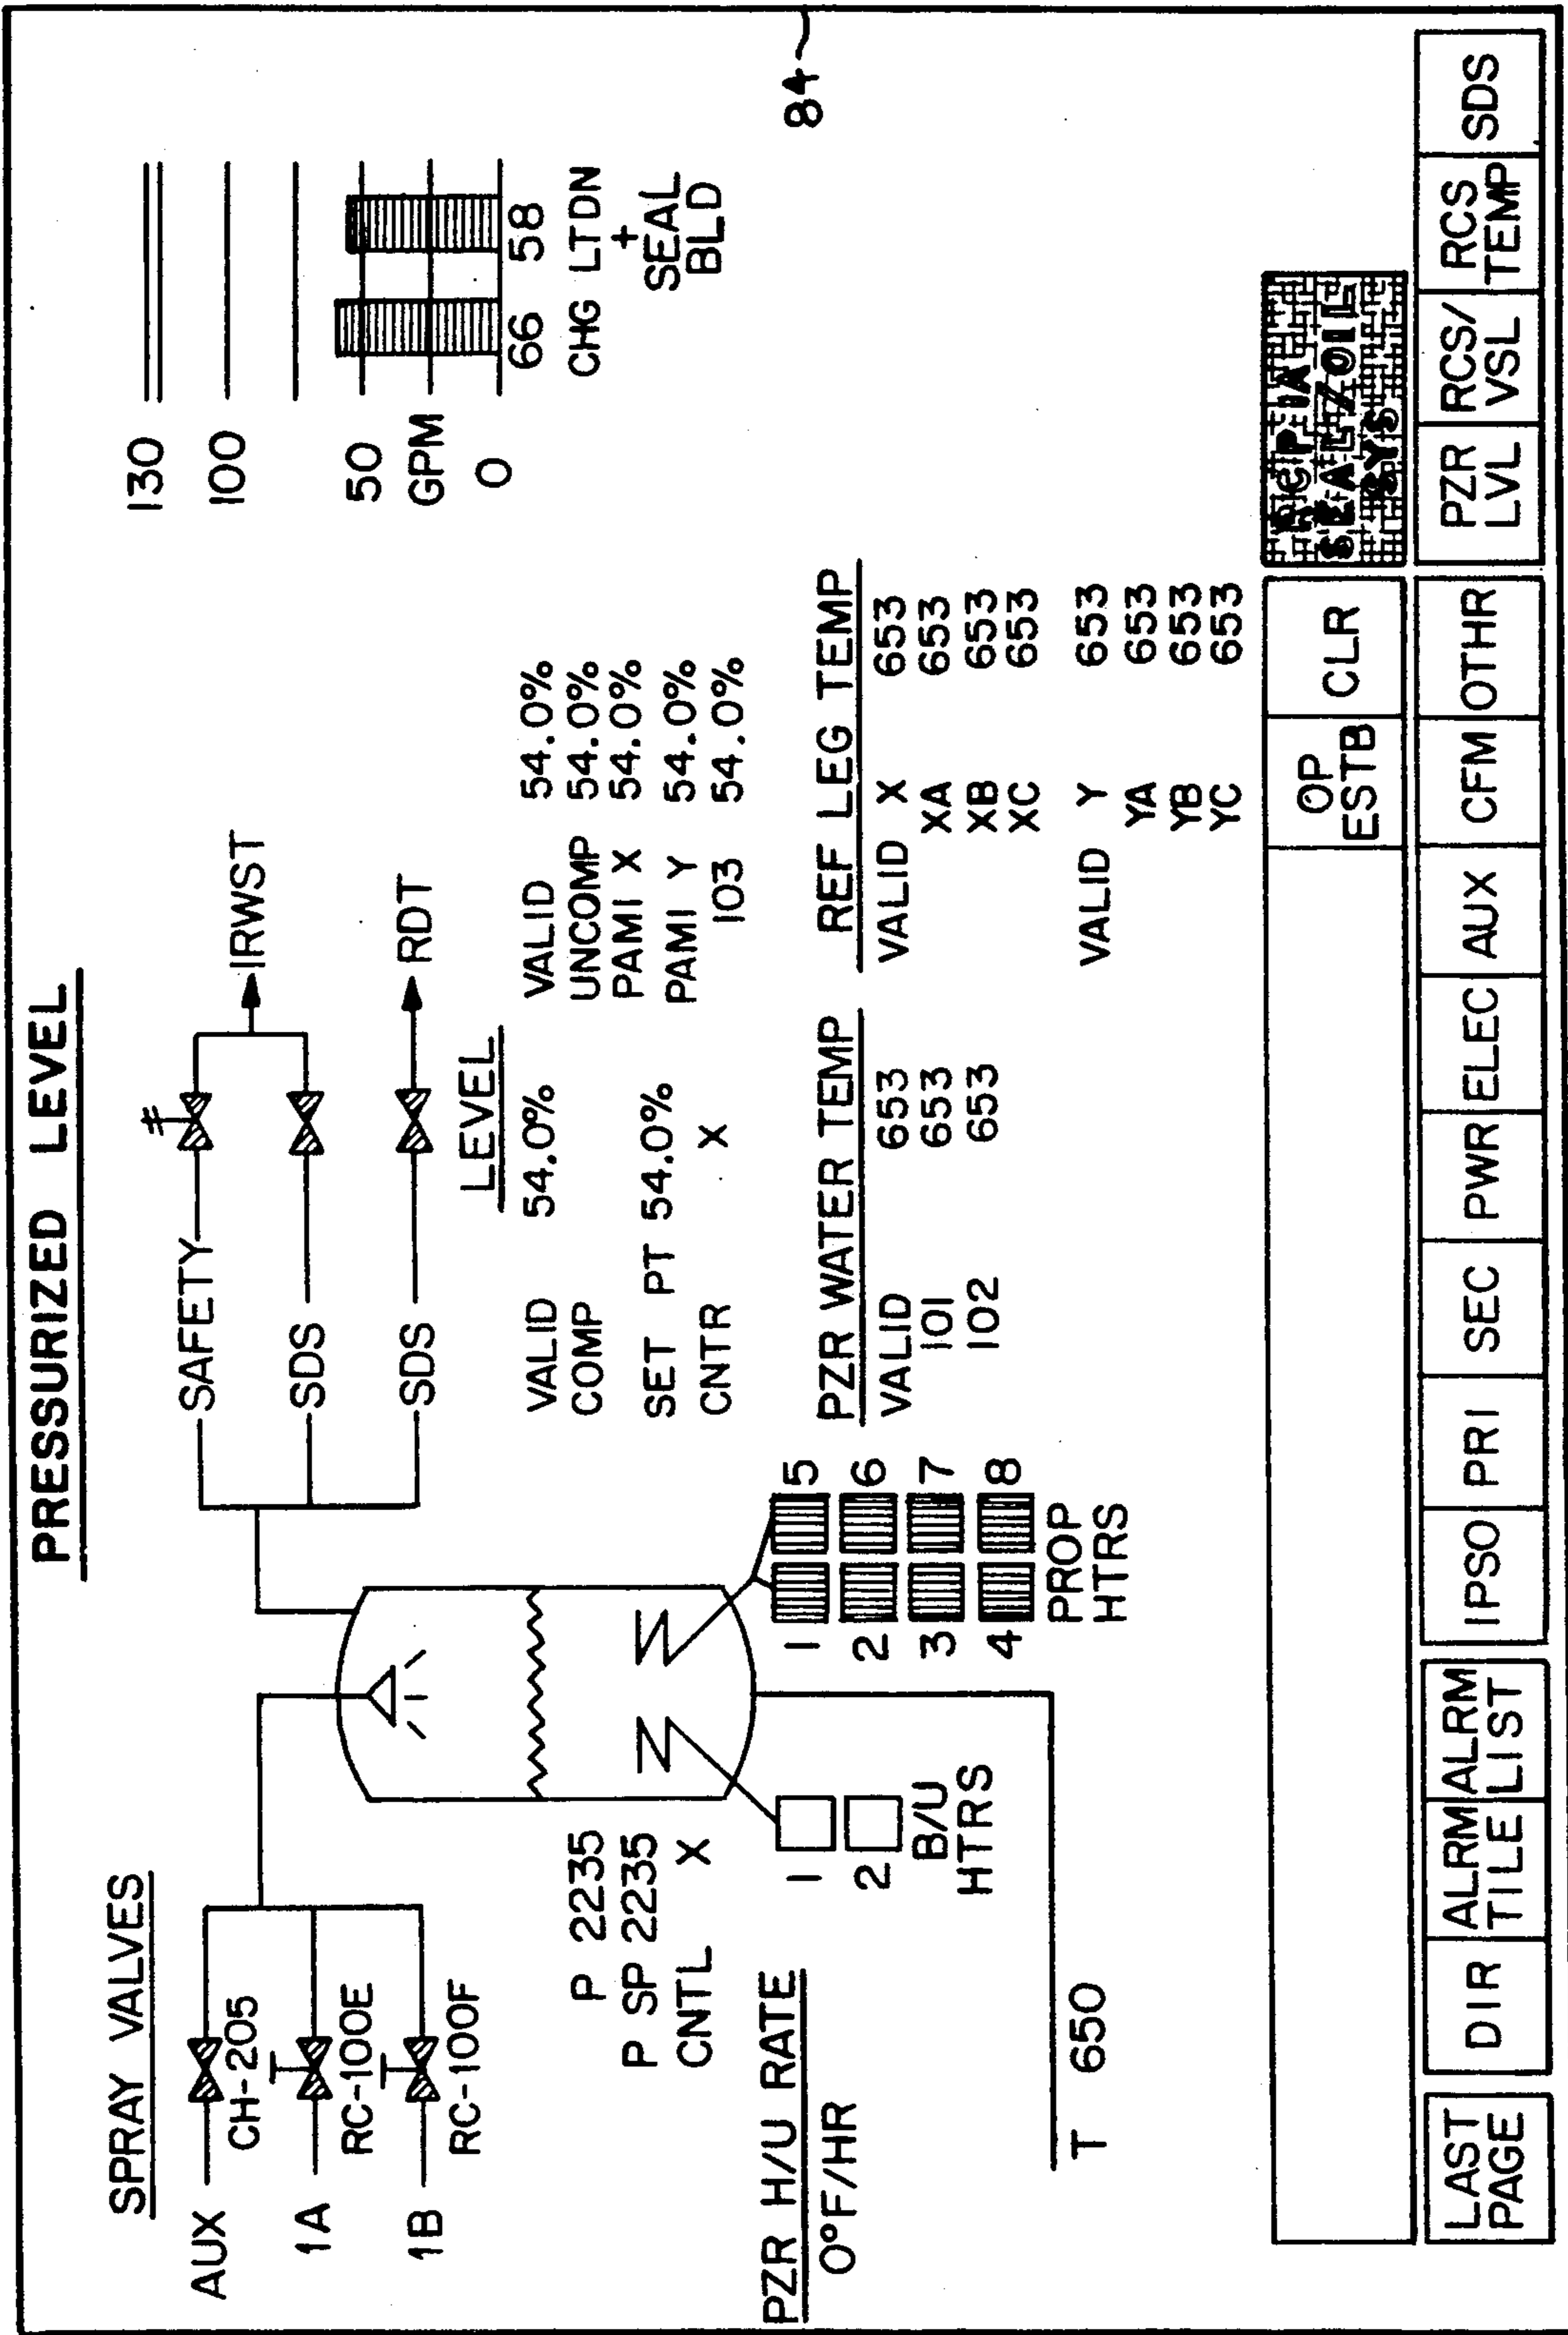 PRESSURIZED LEVEL
SPRAY VALVES
AUX
CH-205
1A
RC-100E
1B
RC-100F
SAFETY
IRWST
SDS
SDS
RDT
130
100
50
GPM
0
66
58
CHG
LTDN
+
SEAL
BLD
84
P 2235
P SP 2235
CNTL X
PZR H/U RATE
0°F/HR
T 650
1
2
B/U
HTRS
1 5
2 6
3 7
4 8
PROP
HTRS
LEVEL
VALID 54.0%
COMP
SET PT 54.0%
CNTR X
VALID 54.0%
UNCOMP 54.0%
PAMI X 54.0%
PAMI Y 54.0%
103 54.0%
PZR WATER TEMP
VALID 653
101 653
102 653
REF LEG TEMP
VALID X 653
XA 653
XB 653
XC 653
VALID Y 653
YA 653
YB 653
YC 653
OP
ESTB
CLR
RCP 1A
SEAL/OIL
SYS
LAST
PAGE
DIR
ALRM
TILE
ALRM
LIST
IPSO
PRI
SEC
PWR
ELEC
AUX
CFM
OTHR
PZR
LVL
RCS/
VSL
RCS
TEMP
SDS